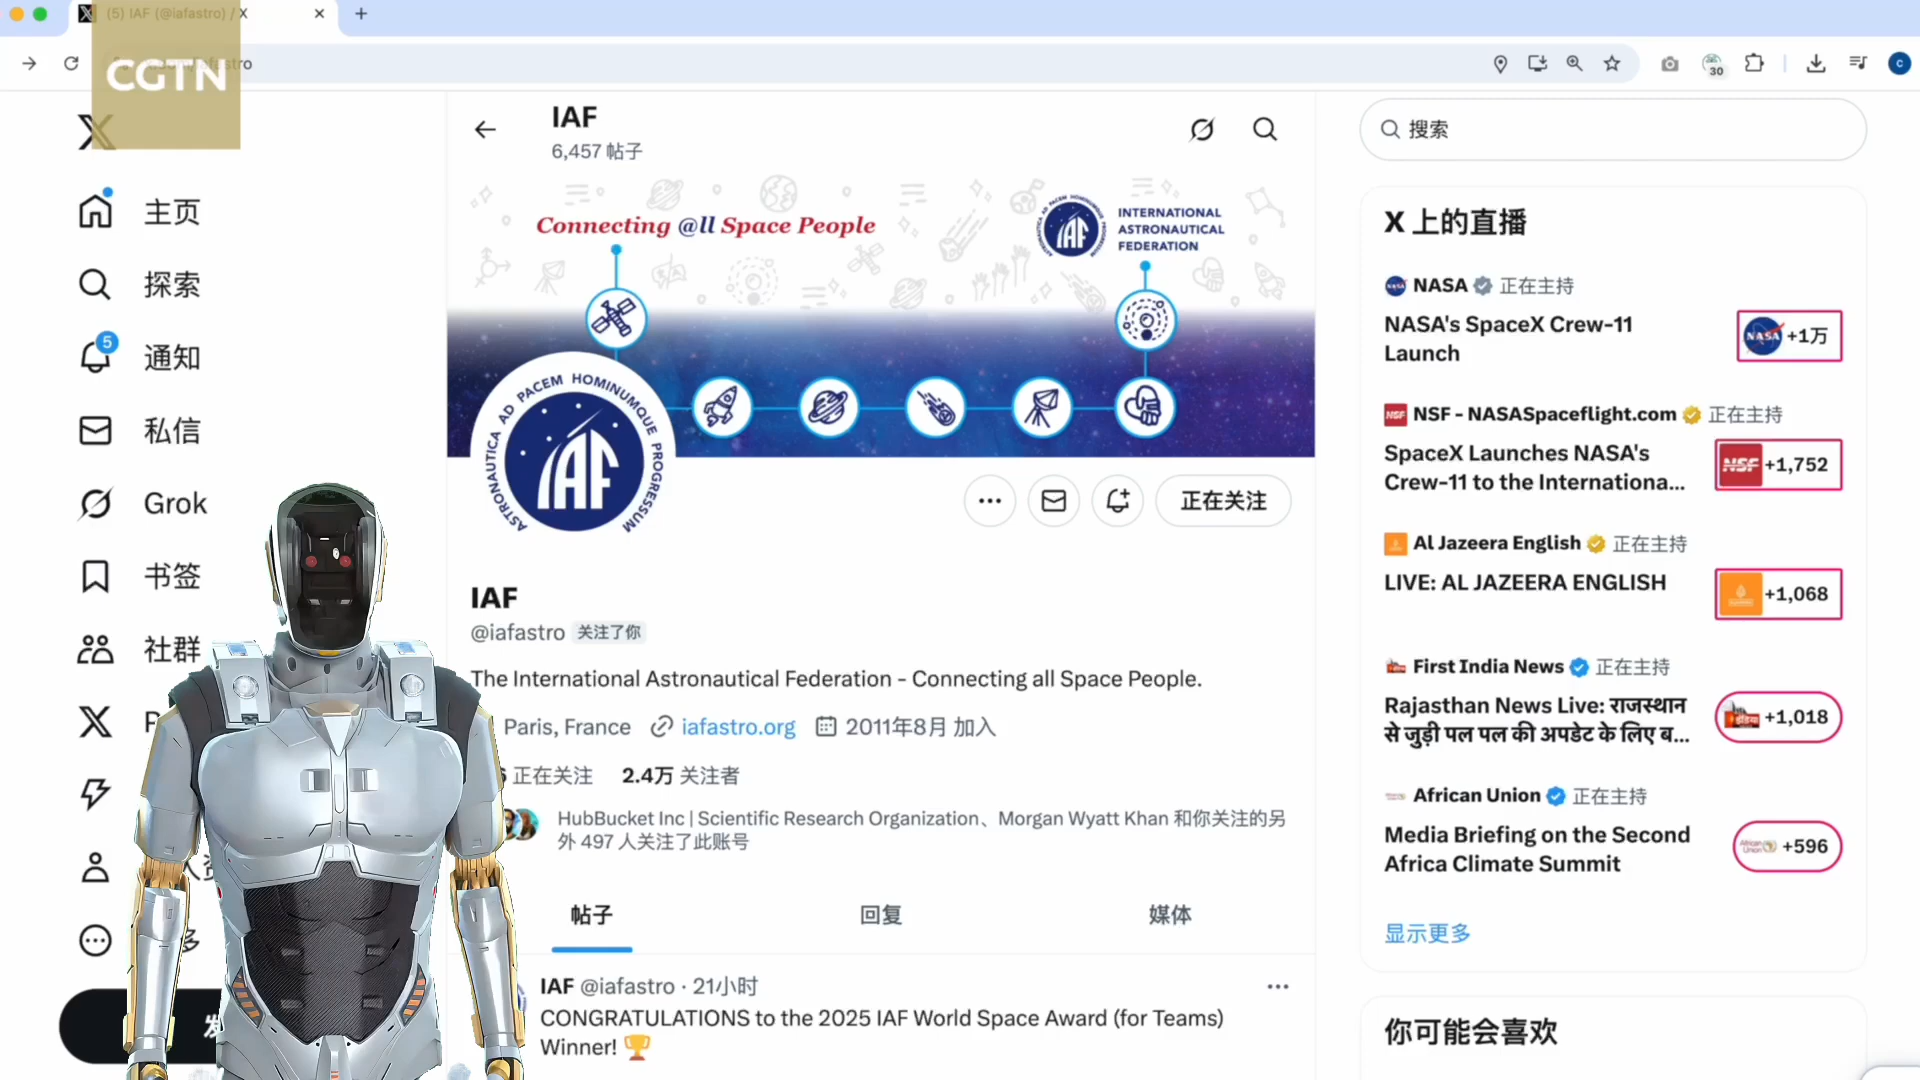 (5) IAF (@iafastro) / X
CGTN
30
C
主页
探索
5
通知
私信
Grok
书签
社群
IAF
6,457 帖子
Connecting @ll Space People
INTERNATIONAL
ASTRONAUTICAL
FEDERATION
IAF
ASTRONAUTICA AD PACEM HOMINUMQUE PROGRESSUM
IAF
正在关注
IAF
@iafastro 关注了你
The International Astronautical Federation - Connecting all Space People.
Paris, France iafastro.org 2011年8月 加入
正在关注 2.4万 关注者
HubBucket Inc | Scientific Research Organization、Morgan Wyatt Khan 和你关注的另
外 497 人关注了此账号
帖子 回复 媒体
IAF @iafastro · 21小时
CONGRATULATIONS to the 2025 IAF World Space Award (for Teams)
Winner! 🏆
搜索
X 上的直播
NASA 正在主持
NASA's SpaceX Crew-11
Launch
NASA +1万
NSF - NASASpaceflight.com 正在主持
SpaceX Launches NASA's
Crew-11 to the Internationa...
NSF +1,752
Al Jazeera English 正在主持
LIVE: AL JAZEERA ENGLISH
+1,068
First India News 正在主持
Rajasthan News Live: राजस्थान
से जुड़ी पल पल की अपडेट के लिए ब...
+1,018
African Union 正在主持
Media Briefing on the Second
Africa Climate Summit
African Union +596
显示更多
你可能会喜欢